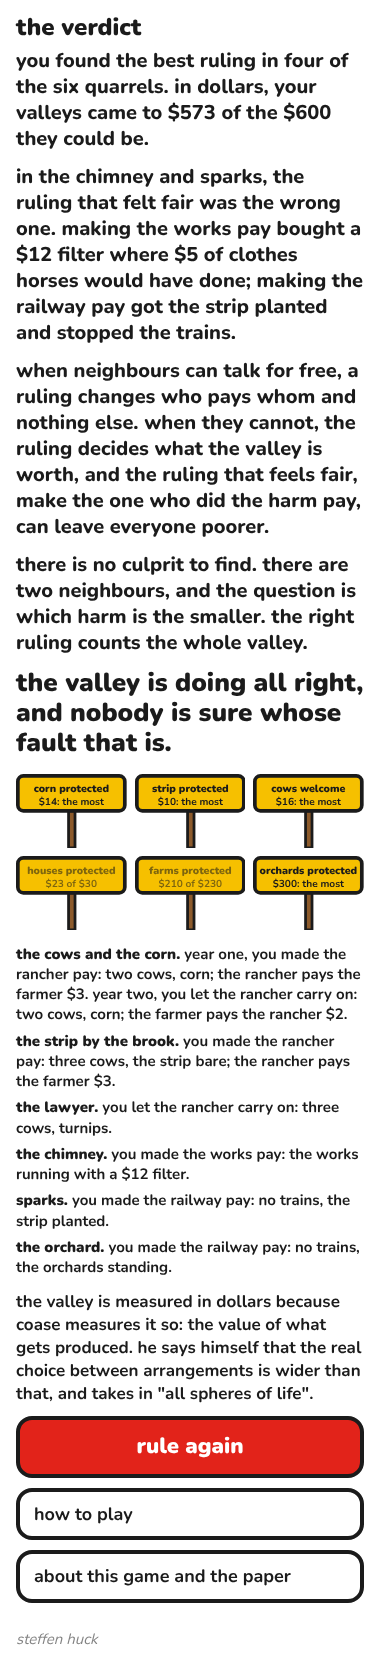 the verdict
you found the best ruling in four of
the six quarrels. in dollars, your
valleys came to $573 of the $600
they could be.
in the chimney and sparks, the
ruling that felt fair was the wrong
one. making the works pay bought a
$12 filter where $5 of clothes
horses would have done; making the
railway pay got the strip planted
and stopped the trains.
when neighbours can talk for free, a
ruling changes who pays whom and
nothing else. when they cannot, the
ruling decides what the valley is
worth, and the ruling that feels fair,
make the one who did the harm pay,
can leave everyone poorer.
there is no culprit to find. there are
two neighbours, and the question is
which harm is the smaller. the right
ruling counts the whole valley.
the valley is doing all right,
and nobody is sure whose
fault that is.
corn protected
$14: the most
strip protected
$10: the most
cows welcome
$16: the most
houses protected
$23 of $30
farms protected
$210 of $230
orchards protected
$300: the most
the cows and the corn. year one, you made the
rancher pay: two cows, corn; the rancher pays the
farmer $3. year two, you let the rancher carry on:
two cows, corn; the farmer pays the rancher $2.
the strip by the brook. you made the rancher
pay: three cows, the strip bare; the rancher pays
the farmer $3.
the lawyer. you let the rancher carry on: three
cows, turnips.
the chimney. you made the works pay: the works
running with a $12 filter.
sparks. you made the railway pay: no trains, the
strip planted.
the orchard. you made the railway pay: no trains,
the orchards standing.
the valley is measured in dollars because
coase measures it so: the value of what
gets produced. he says himself that the real
choice between arrangements is wider than
that, and takes in "all spheres of life".
rule again
how to play
about this game and the paper
steffen huck